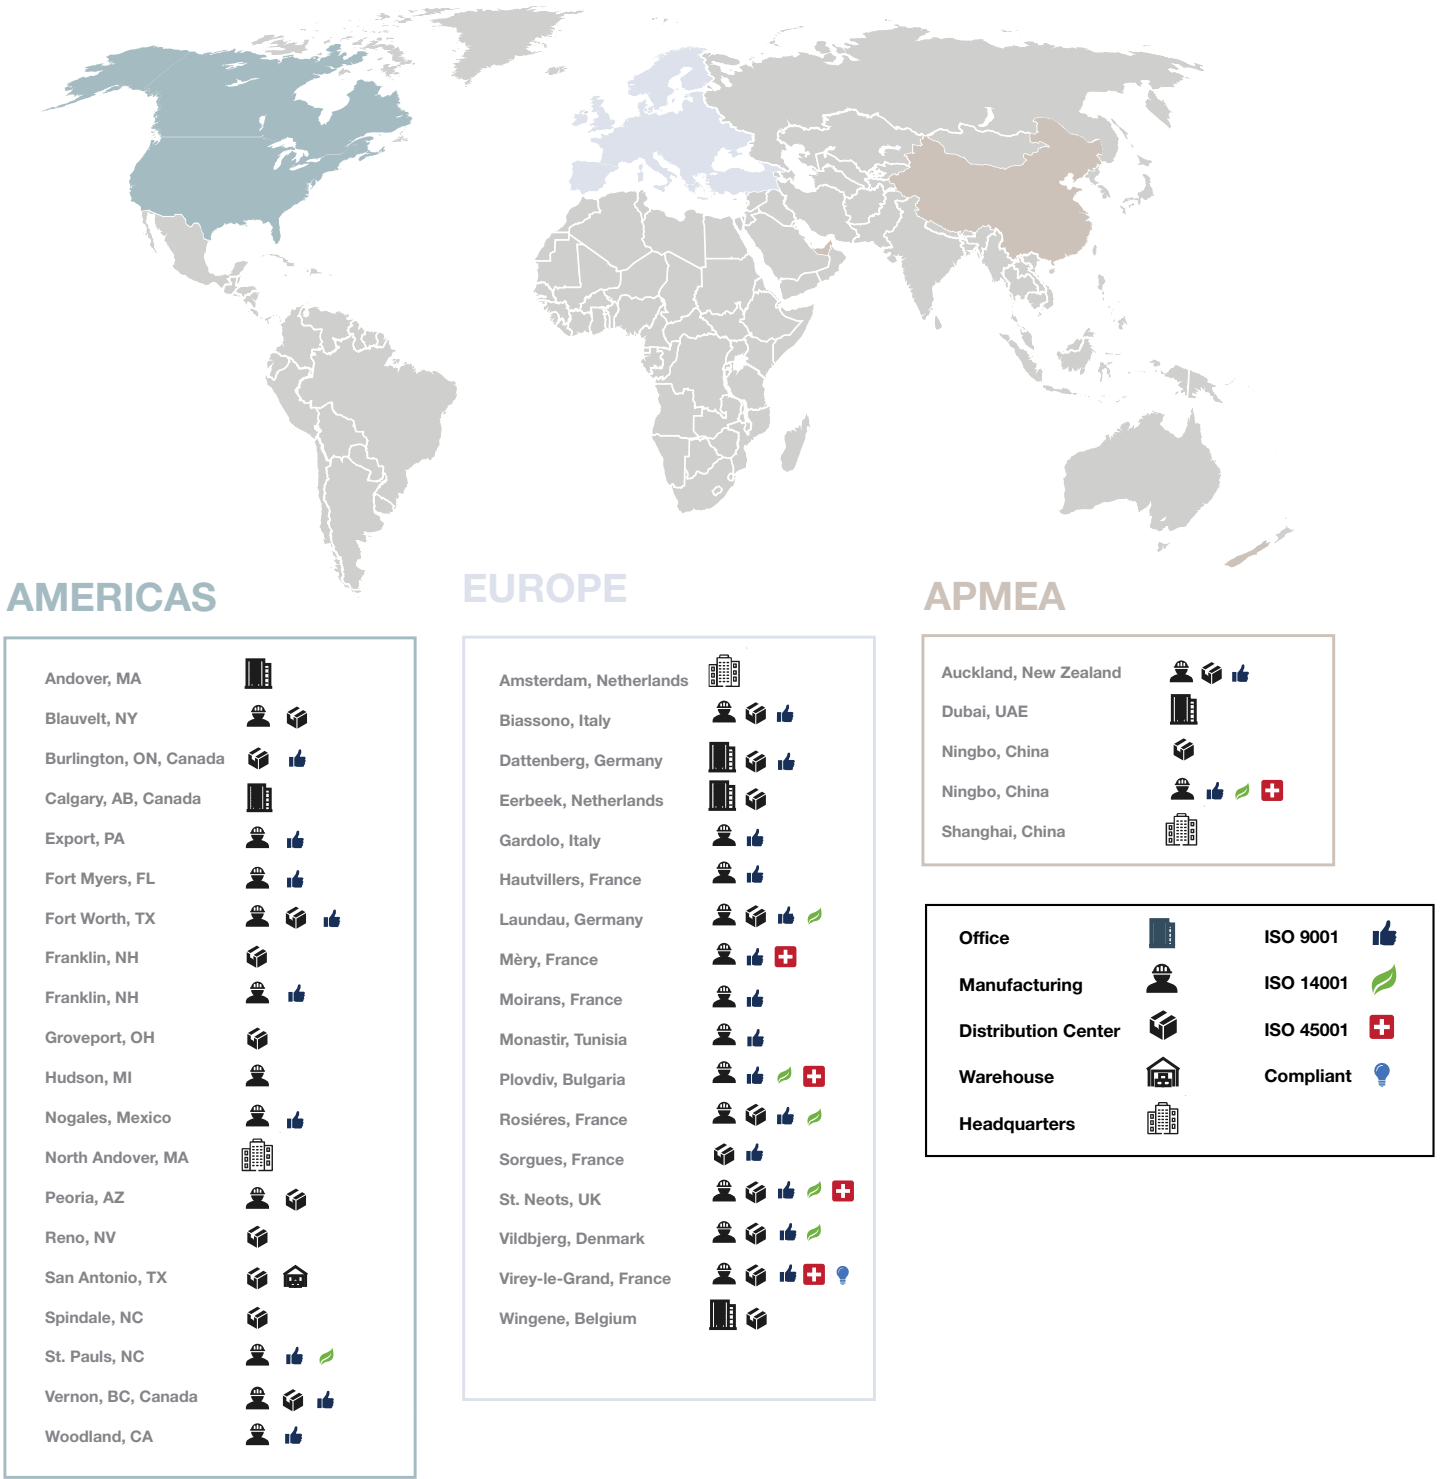 AMERICAS
Andover, MA
Blauvelt, NY
Burlington, ON, Canada
Calgary, AB, Canada
Export, PA
Fort Myers, FL
Fort Worth, TX
Franklin, NH
Franklin, NH
Groveport, OH
Hudson, MI
Nogales, Mexico
North Andover, MA
Peoria, AZ
Reno, NV
San Antonio, TX
Spindale, NC
St. Pauls, NC
Vernon, BC, Canada
Woodland, CA
EUROPE
Amsterdam, Netherlands
Biassono, Italy
Dattenberg, Germany
Eerbeek, Netherlands
Gardolo, Italy
Hautvillers, France
Laundau, Germany
Mèry, France
Moirans, France
Monastir, Tunisia
Plovdiv, Bulgaria
Rosiéres, France
Sorgues, France
St. Neots, UK
Vildbjerg, Denmark
Virey-le-Grand, France
Wingene, Belgium
APMEA
Auckland, New Zealand
Dubai, UAE
Ningbo, China
Ningbo, China
Shanghai, China
Office
Manufacturing
Distribution Center
Warehouse
Headquarters
ISO 9001
ISO 14001
ISO 45001
Compliant